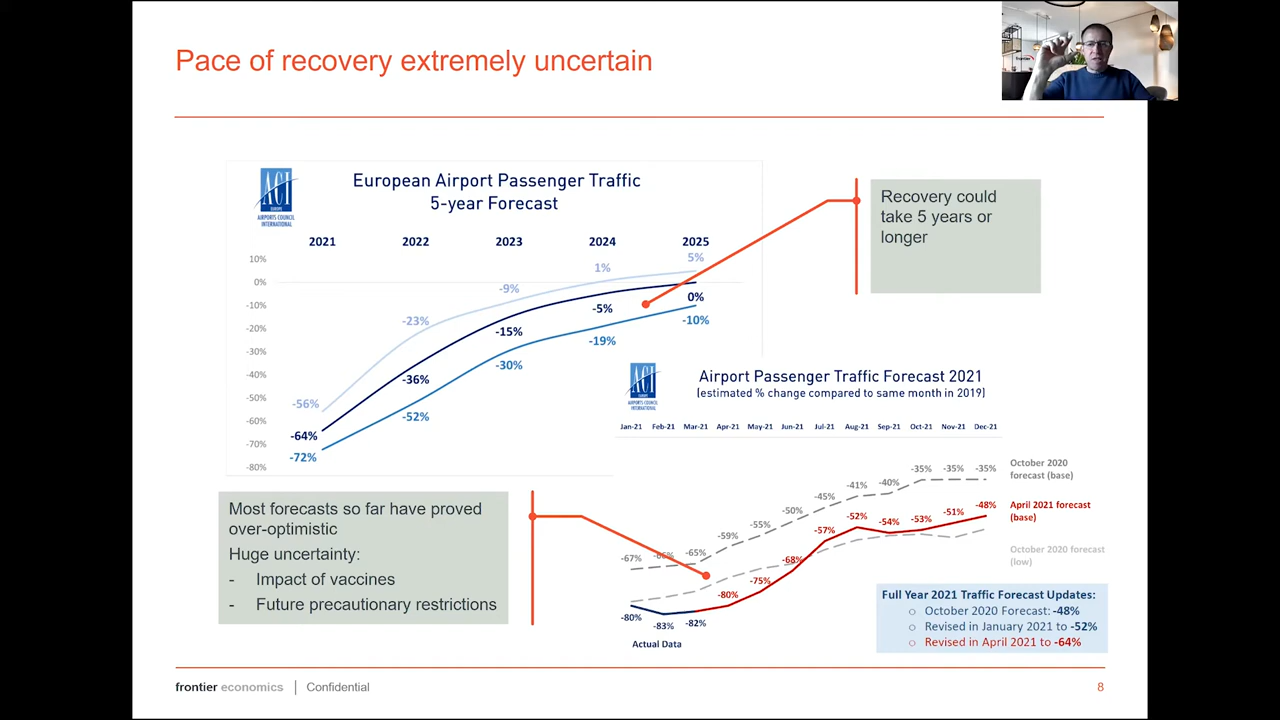 Pace of recovery extremely uncertain
ACI
EUROPE
AIRPORTS COUNCIL
INTERNATIONAL
European Airport Passenger Traffic
5-year Forecast
2021 2022 2023 2024 2025
10%
0%
-10%
-20%
-30%
-40%
-50%
-60%
-70%
-80%
-56% -23% -9% 1% 5%
-64% -36% -15% -5% 0%
-72% -52% -30% -19% -10%
Recovery could
take 5 years or
longer
ACI
EUROPE
AIRPORTS COUNCIL
INTERNATIONAL
Airport Passenger Traffic Forecast 2021
(estimated % change compared to same month in 2019)
Jan-21 Feb-21 Mar-21 Apr-21 May-21 Jun-21 Jul-21 Aug-21 Sep-21 Oct-21 Nov-21 Dec-21
-67% -66% -65% -59% -55% -50% -45% -41% -40% -35% -35% -35%
October 2020
forecast (base)
-80% -83% -82% -80% -75% -68% -57% -52% -54% -53% -51% -48%
April 2021 forecast
(base)
October 2020 forecast
(low)
Actual Data
Most forecasts so far have proved
over-optimistic
Huge uncertainty:
- Impact of vaccines
- Future precautionary restrictions
Full Year 2021 Traffic Forecast Updates:
○ October 2020 Forecast: -48%
○ Revised in January 2021 to -52%
○ Revised in April 2021 to -64%
frontier economics | Confidential
8